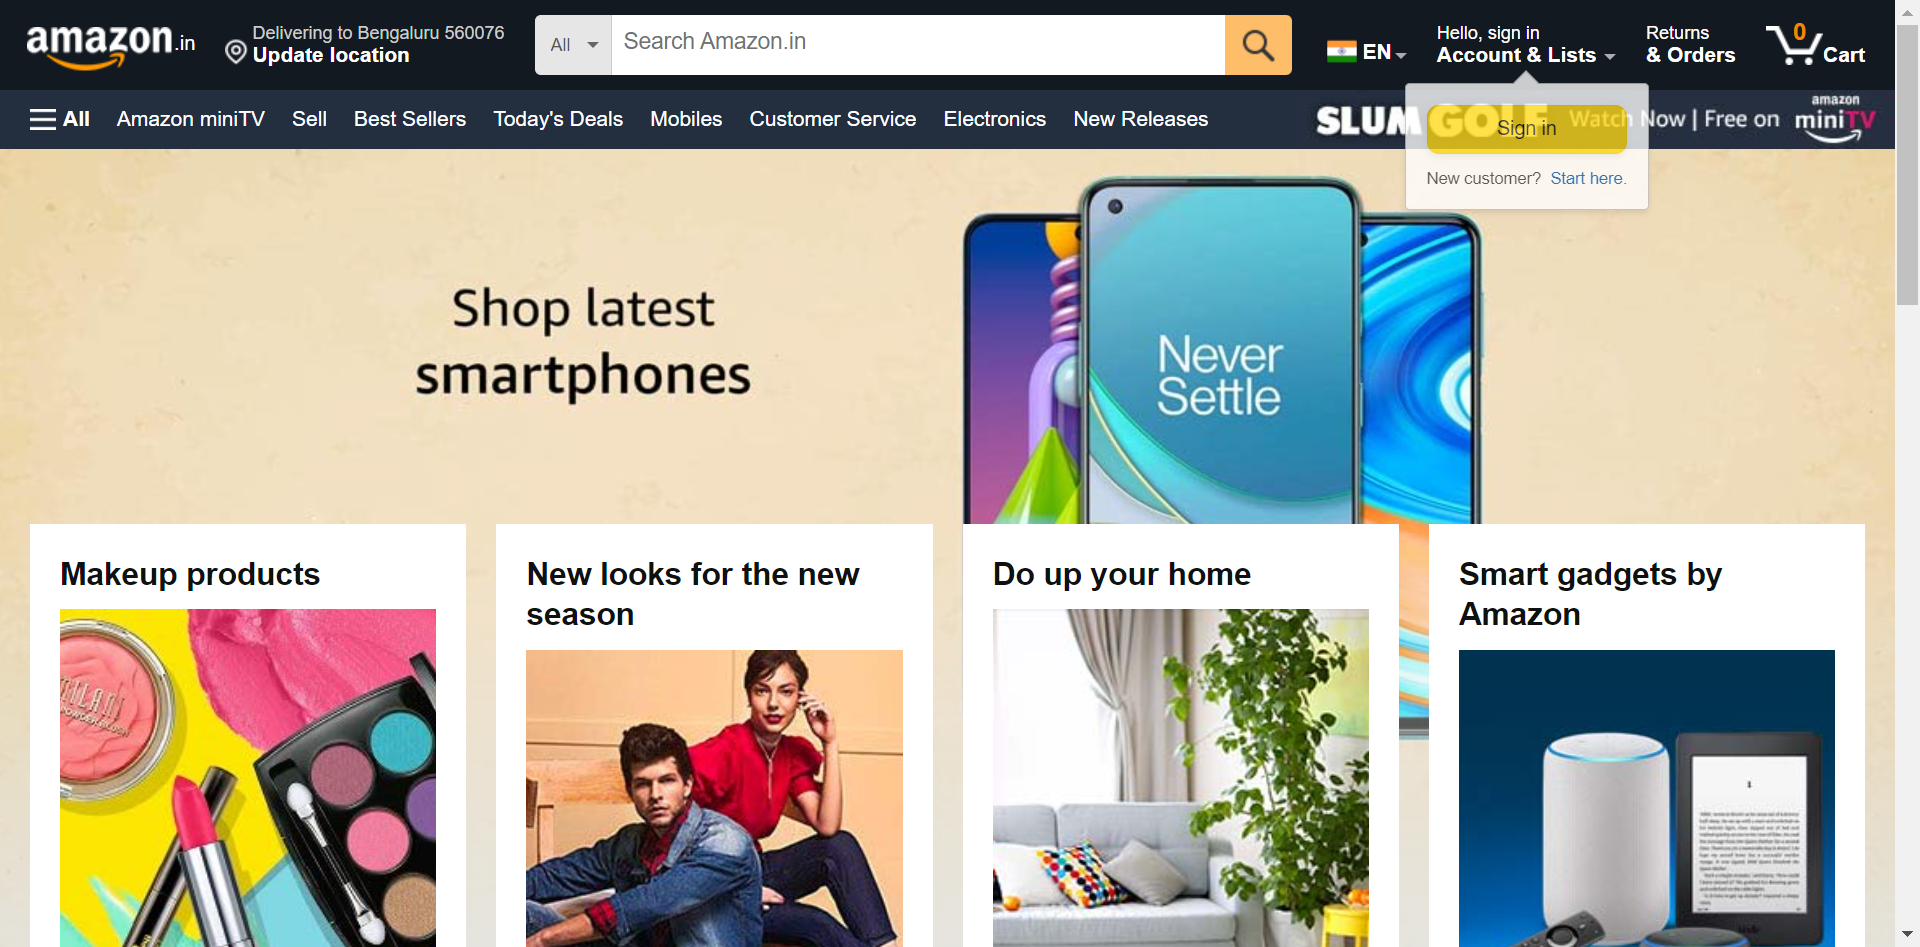 amazon.in
Delivering to Bengaluru 560076
Update location
All
Search Amazon.in
EN
Hello, sign in
Account & Lists
Returns
& Orders
0
Cart
All
Amazon miniTV
Sell
Best Sellers
Today's Deals
Mobiles
Customer Service
Electronics
New Releases
SLUM GOLF
Watch Now | Free on
amazon
miniTV
Sign in
New customer? Start here.
Shop latest
smartphones
Never
Settle
Makeup products
New looks for the new
season
Do up your home
Smart gadgets by
Amazon
MILANI
kindle